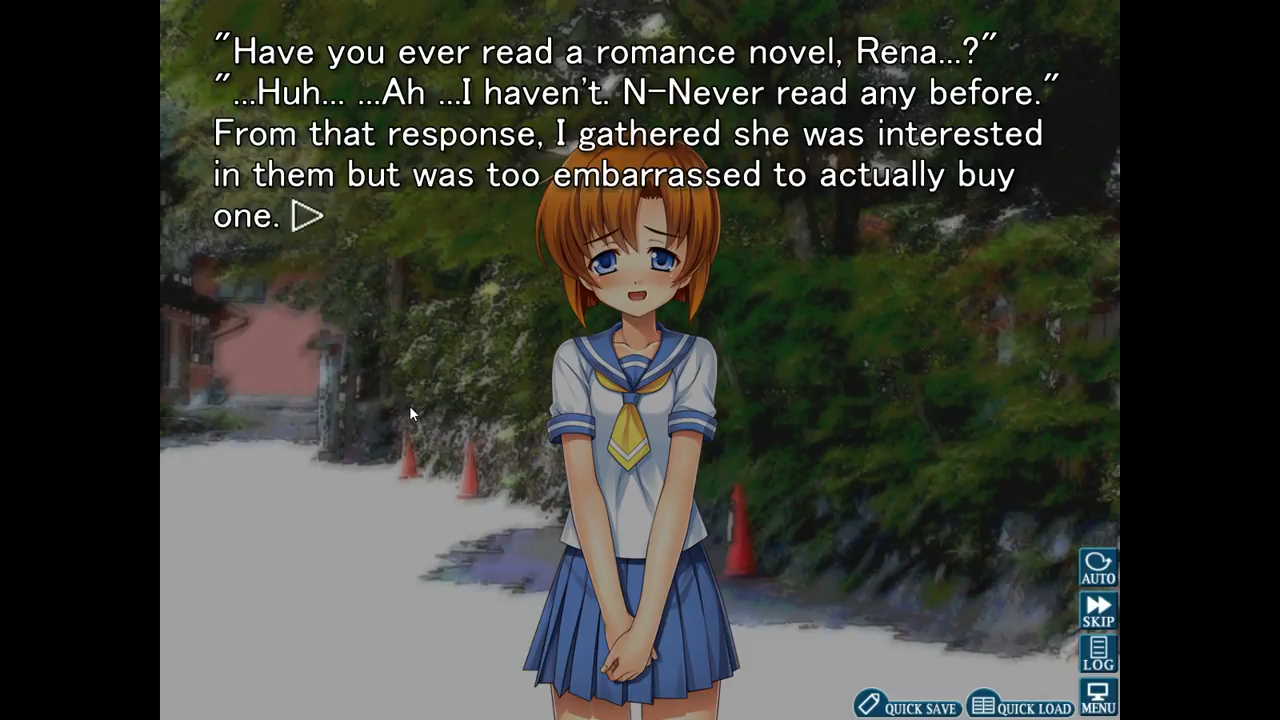 "Have you ever read a romance novel, Rena...?"
"...Huh... ...Ah ...I haven't. N-Never read any before."
From that response, I gathered she was interested
in them but was too embarrassed to actually buy
one.
AUTO
SKIP
LOG
QUICK SAVE QUICK LOAD MENU